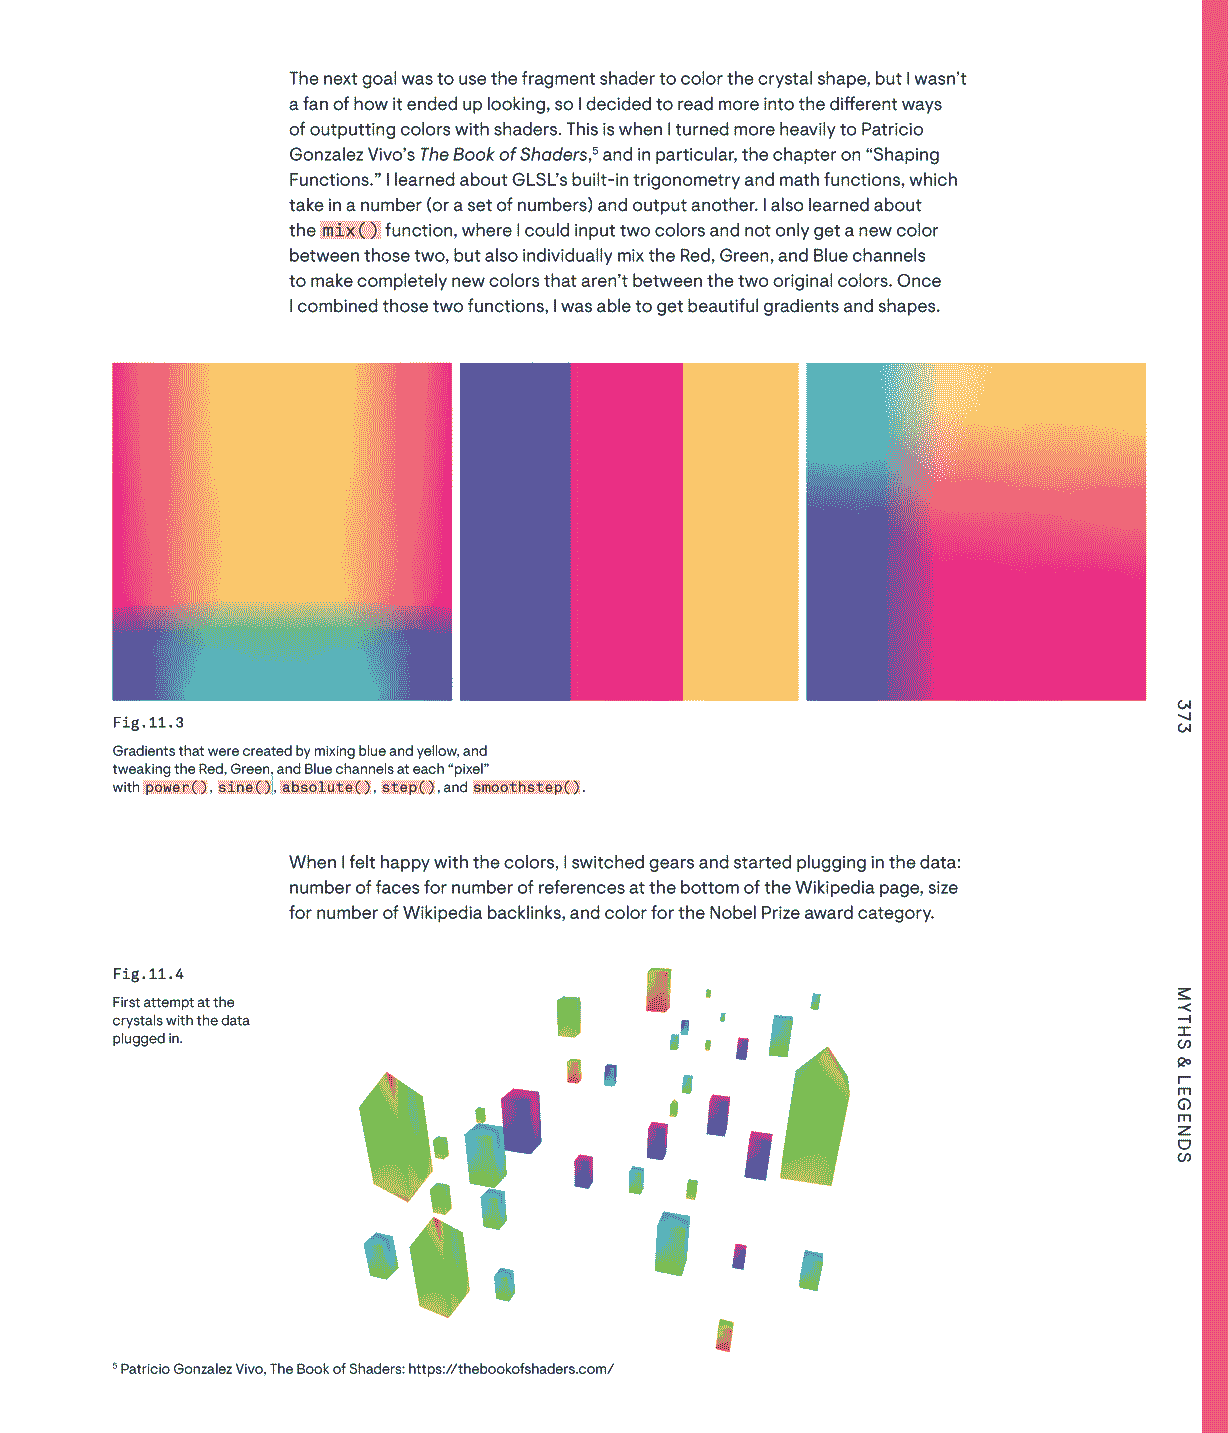 The next goal was to use the fragment shader to color the crystal shape, but I wasn’t
a fan of how it ended up looking, so I decided to read more into the different ways
of outputting colors with shaders. This is when I turned more heavily to Patricio
Gonzalez Vivo’s The Book of Shaders,⁵ and in particular, the chapter on “Shaping
Functions.” I learned about GLSL’s built-in trigonometry and math functions, which
take in a number (or a set of numbers) and output another. I also learned about
the mix() function, where I could input two colors and not only get a new color
between those two, but also individually mix the Red, Green, and Blue channels
to make completely new colors that aren’t between the two original colors. Once
I combined those two functions, I was able to get beautiful gradients and shapes.
Fig.11.3
Gradients that were created by mixing blue and yellow, and
tweaking the Red, Green, and Blue channels at each “pixel”
with power(), sine(), absolute(), step(), and smoothstep().
When I felt happy with the colors, I switched gears and started plugging in the data:
number of faces for number of references at the bottom of the Wikipedia page, size
for number of Wikipedia backlinks, and color for the Nobel Prize award category.
Fig.11.4
First attempt at the
crystals with the data
plugged in.
⁵ Patricio Gonzalez Vivo, The Book of Shaders: https://thebookofshaders.com/
373
MYTHS & LEGENDS